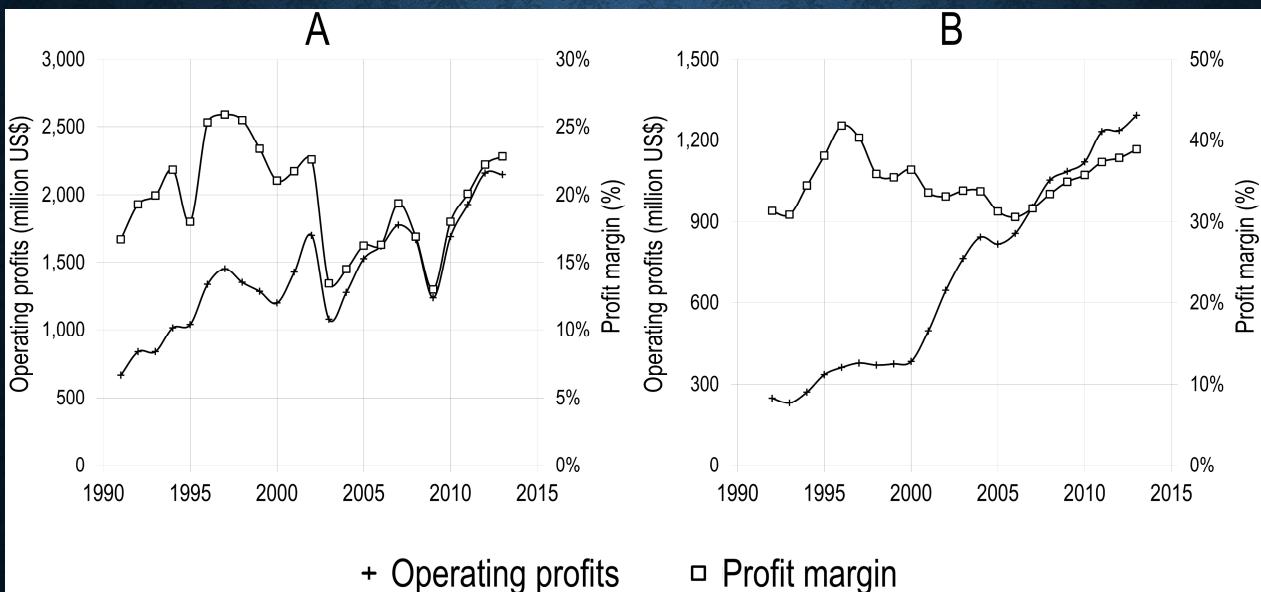 A
3,000
2,500
2,000
1,500
1,000
500
0
Operating profits (million US$)
30%
25%
20%
15%
10%
5%
0%
Profit margin (%)
1990 1995 2000 2005 2010 2015
B
1,500
1,200
900
600
300
0
Operating profits (million US$)
50%
40%
30%
20%
10%
0%
Profit margin (%)
1990 1995 2000 2005 2010 2015
Operating profits
Profit margin